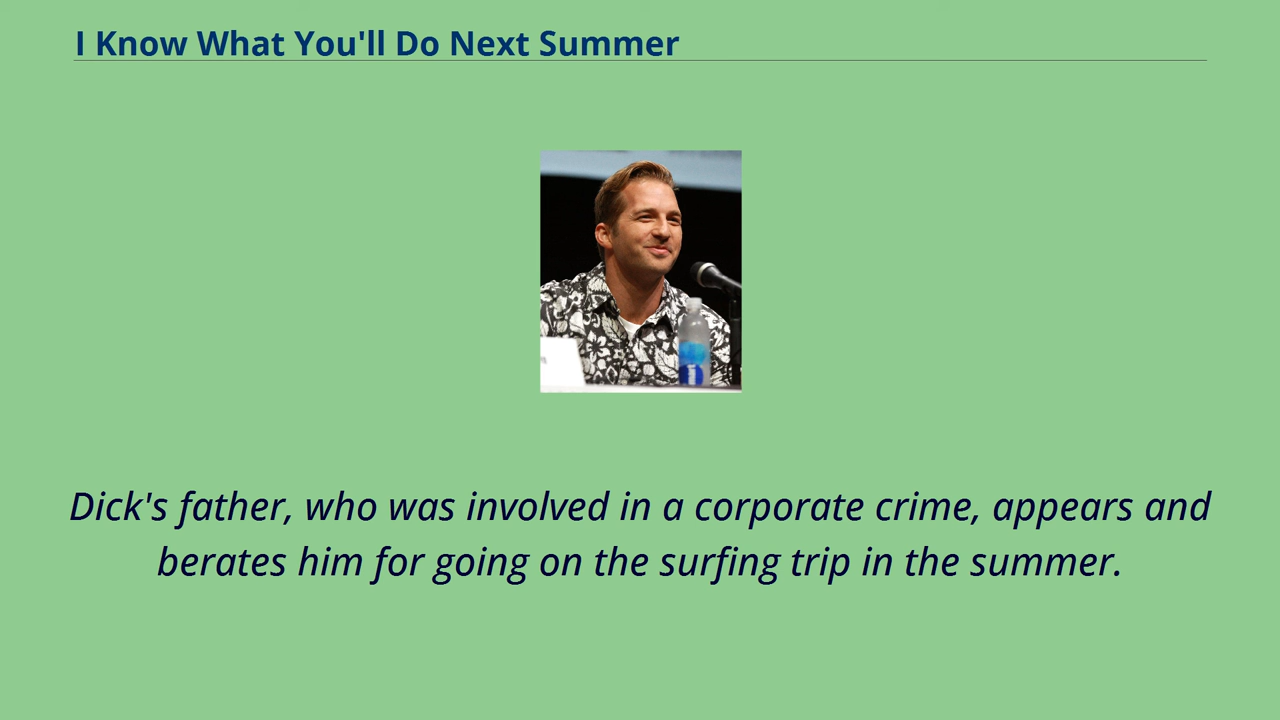 I Know What You'll Do Next Summer
Dick's father, who was involved in a corporate crime, appears and
berates him for going on the surfing trip in the summer.